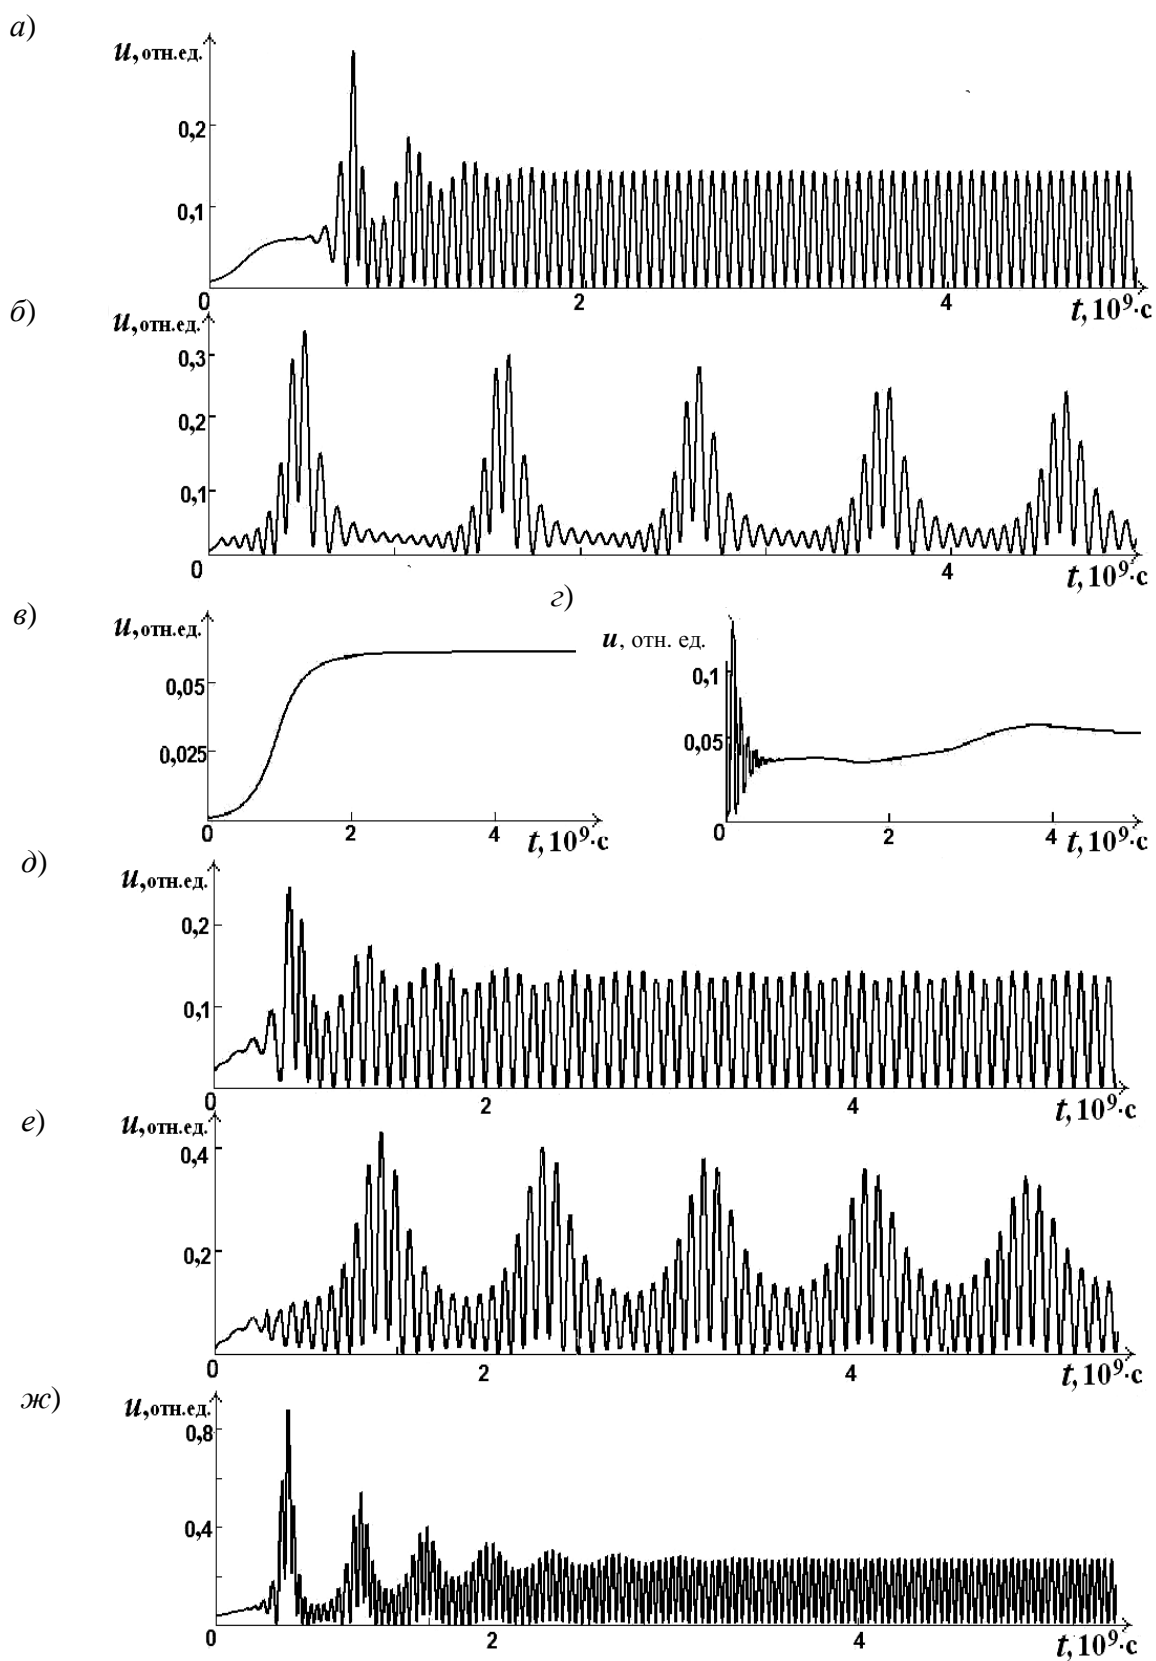 а)
u, отн.ед.
0,2
0,1
0 2 4
t, 10⁹·с
б)
u, отн.ед.
0,3
0,2
0,1
0 4
t, 10⁹·с
в)
u, отн.ед.
0,05
0,025
0 2 4
t, 10⁹·с
г)
u, отн. ед.
0,1
0,05
0 2 4
t, 10⁹·с
д)
u, отн.ед.
0,2
0,1
0 2 4
t, 10⁹·с
е)
u, отн.ед.
0,4
0,2
0 2 4
t, 10⁹·с
ж)
u, отн.ед.
0,8
0,4
0 2 4
t, 10⁹·с